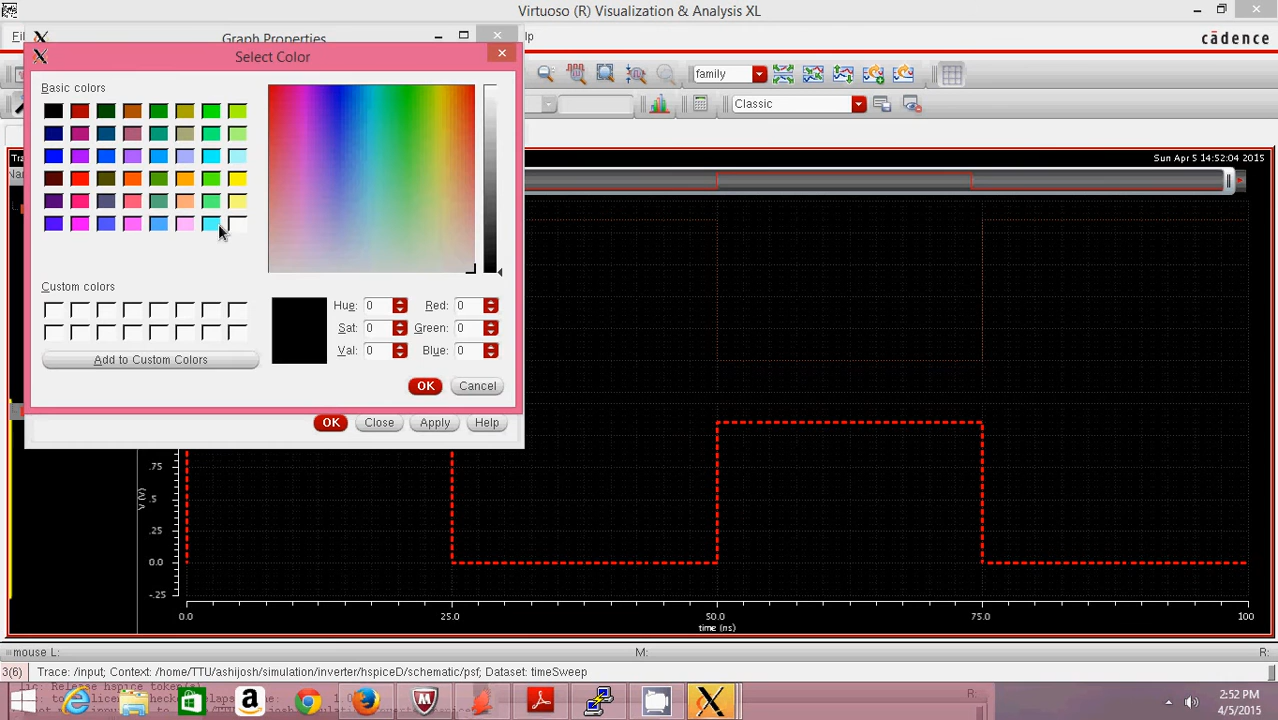 Virtuoso (R) Visualization & Analysis XL
Graph Properties
cādence
Select Color
Basic colors
family
Classic
Sun Apr 5 14:52:04 2015
Custom colors
Hue: 0
Red: 0
Sat: 0
Green: 0
Val: 0
Blue: 0
Add to Custom Colors
OK
Cancel
OK
Close
Apply
Help
.75
.5
.25
0.0
-.25
V (V)
0.0
25.0
50.0
75.0
100
time (ns)
mouse L:
M:
R:
3(6)
Trace: /input; Context: /home/TTU/ashijosh/simulation/inverter/hspiceD/schematic/psf; Dataset: timeSweep
R:
2:52 PM
4/5/2015